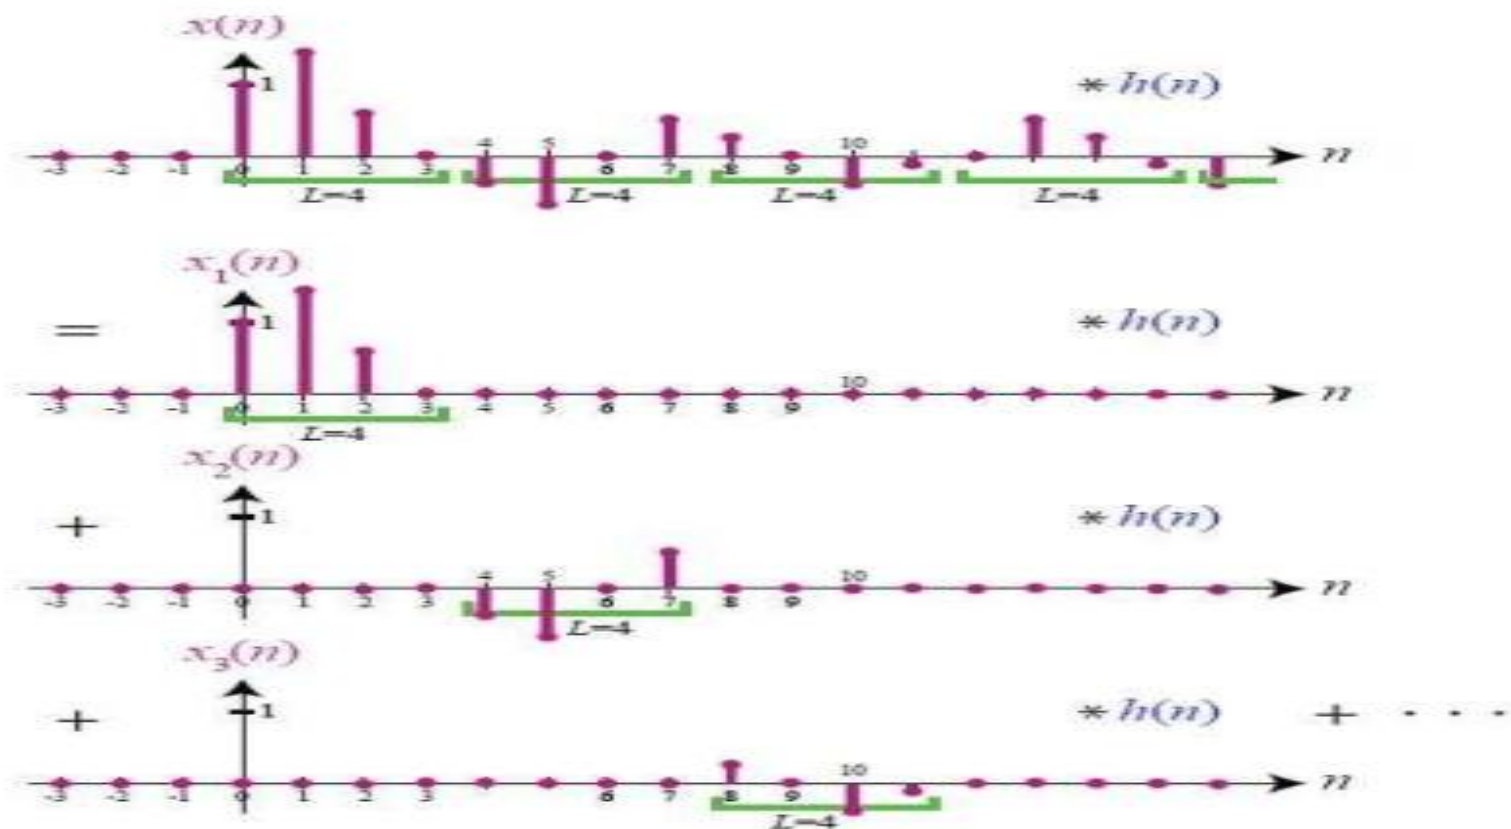 x(n)
1
* h(n)
4 5 10
-3 -2 -1 0 1 2 3 6 7 8 9 n
L=4 L=4 L=4 L=4
x1(n)
= 1 * h(n)
10
-3 -2 -1 0 1 2 3 4 5 6 7 8 9 n
L=4
x2(n)
+ 1 * h(n)
4 5 10
-3 -2 -1 0 1 2 3 6 7 8 9 n
L=4
x3(n)
+ 1 * h(n) + · · ·
10
-3 -2 -1 0 1 2 3 6 7 8 9 n
L=4